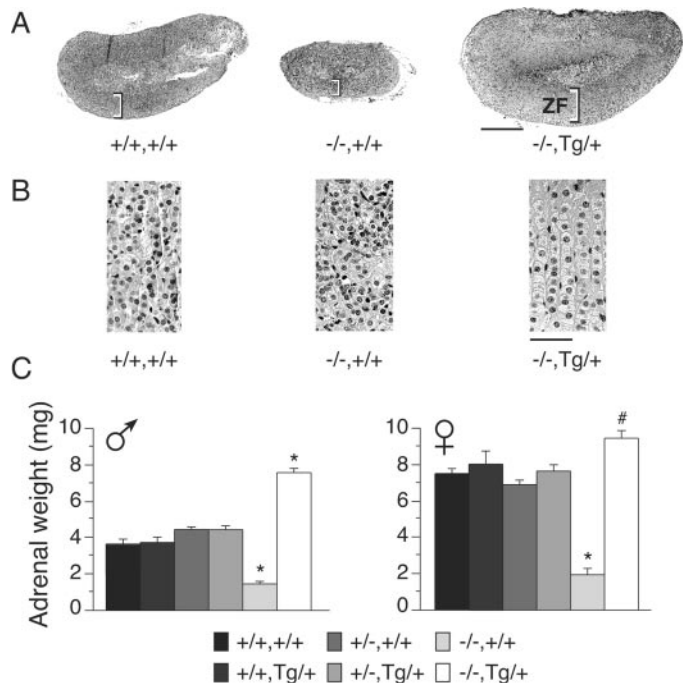 A
ZF
+/+,+/+ -/-,+/+ -/-,Tg/+
B
+/+,+/+ -/-,+/+ -/-,Tg/+
C
Adrenal weight (mg)
♂
10
8
6
4
2
0
*
*
♀
10
8
6
4
2
0
*
#
+/+,+/+ +/-,+/+ -/-,+/+
+/+,Tg/+ +/-,Tg/+ -/-,Tg/+